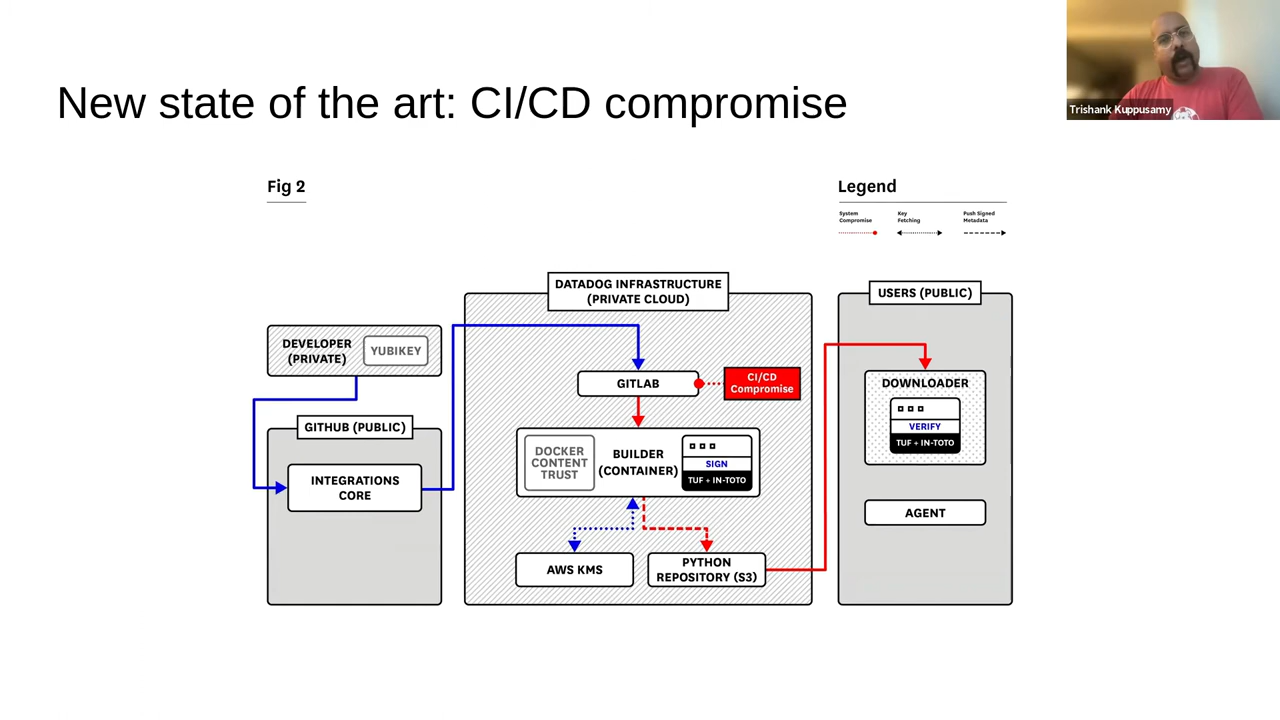 New state of the art: CI/CD compromise
Trishank Kuppusamy
Fig 2
Legend
System
Compromise
Key
Fetching
Push Signed
Metadata
DATADOG INFRASTRUCTURE
(PRIVATE CLOUD)
USERS (PUBLIC)
DEVELOPER
(PRIVATE)
YUBIKEY
GITLAB
CI/CD
Compromise
DOWNLOADER
VERIFY
TUF + IN-TOTO
GITHUB (PUBLIC)
INTEGRATIONS
CORE
DOCKER
CONTENT
TRUST
BUILDER
(CONTAINER)
SIGN
TUF + IN-TOTO
AGENT
AWS KMS
PYTHON
REPOSITORY (S3)